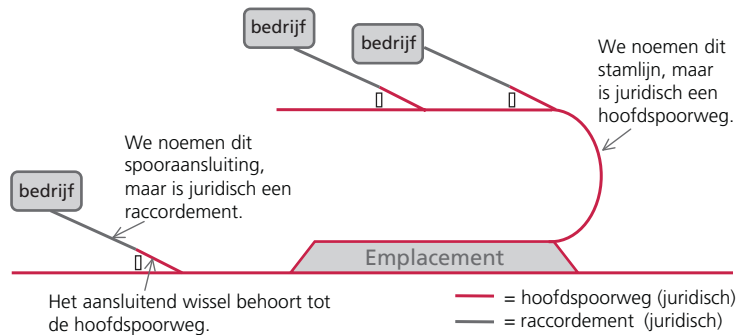 bedrijf
bedrijf
We noemen dit
stamlijn, maar
is juridisch een
hoofdspoorweg.
We noemen dit
spooraansluiting,
maar is juridisch een
raccordement.
bedrijf
Emplacement
Het aansluitend wissel behoort tot
de hoofdspoorweg.
= hoofdspoorweg (juridisch)
= raccordement (juridisch)